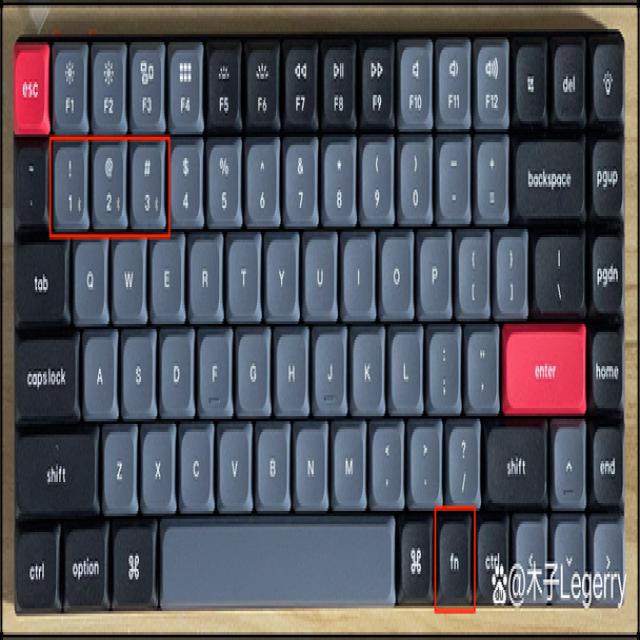 esc F1 F2 F3 F4 F5 F6 F7 F8 F9 F10 F11 F12 del
~ ! @ # $ % ^ & * ( ) - +
1 2 3 4 5 6 7 8 9 0 backspace pgup
tab Q W E R T Y U I O P { [ } ] | \ pgdn
capslock A S D F G H J K L : ; " ' enter home
shift Z X C V B N M < , > . ? / shift end
ctrl option ⌘ ⌘ fn ctrl
@木子Legerry